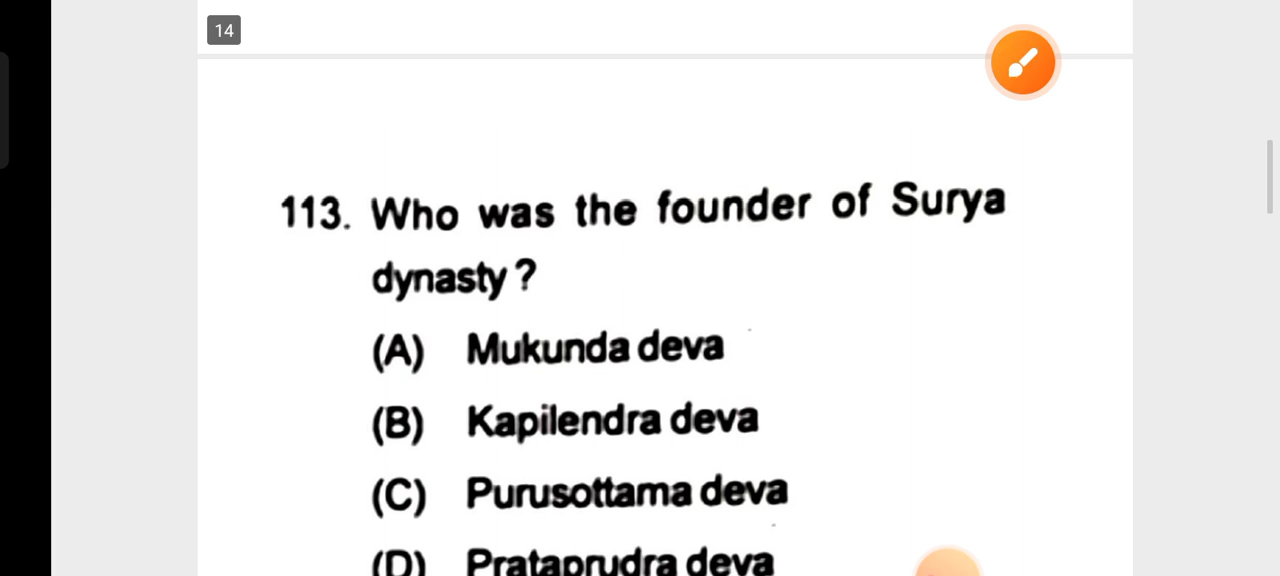 14
113. Who was the founder of Surya
dynasty ?
(A) Mukunda deva
(B) Kapilendra deva
(C) Purusottama deva
(D) Prataprudra deva